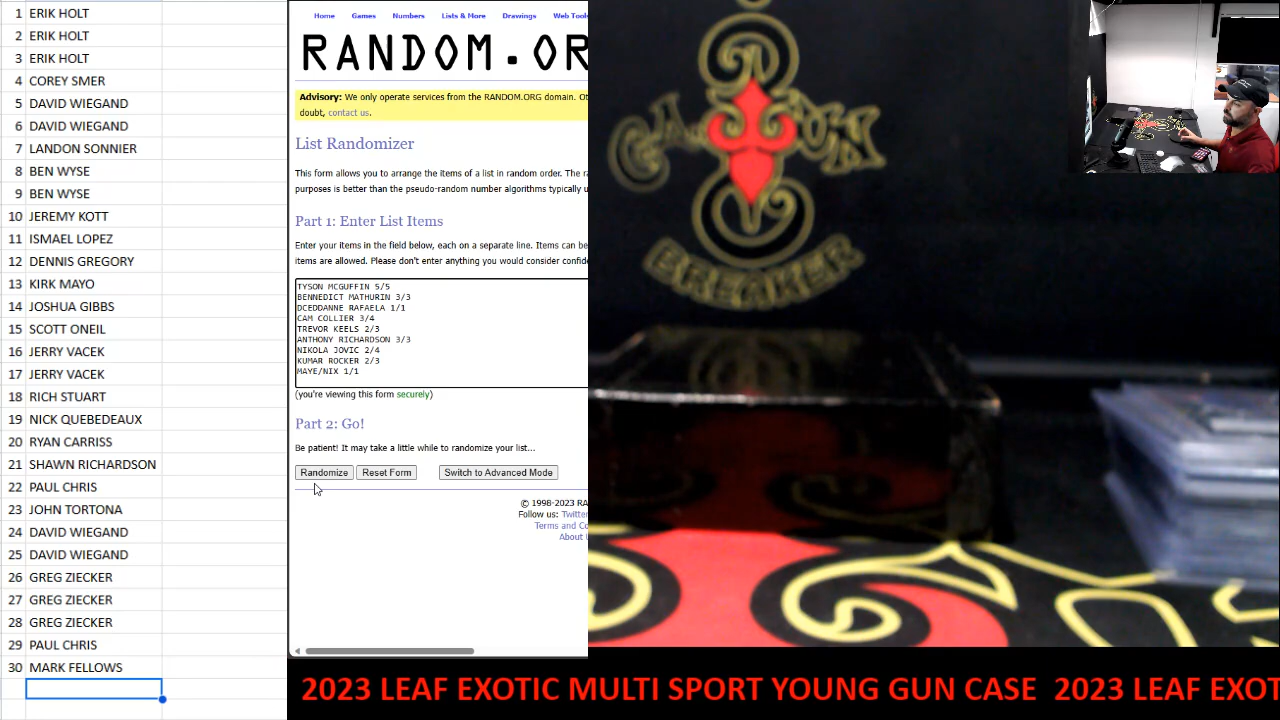 1 ERIK HOLT
2 ERIK HOLT
3 ERIK HOLT
4 COREY SMER
5 DAVID WIEGAND
6 DAVID WIEGAND
7 LANDON SONNIER
8 BEN WYSE
9 BEN WYSE
10 JEREMY KOTT
11 ISMAEL LOPEZ
12 DENNIS GREGORY
13 KIRK MAYO
14 JOSHUA GIBBS
15 SCOTT ONEIL
16 JERRY VACEK
17 JERRY VACEK
18 RICH STUART
19 NICK QUEBEDEAUX
20 RYAN CARRISS
21 SHAWN RICHARDSON
22 PAUL CHRIS
23 JOHN TORTONA
24 DAVID WIEGAND
25 DAVID WIEGAND
26 GREG ZIECKER
27 GREG ZIECKER
28 GREG ZIECKER
29 PAUL CHRIS
30 MARK FELLOWS
Home Games Numbers Lists & More Drawings Web Tools
RANDOM.OR
Advisory: We only operate services from the RANDOM.ORG domain. Ot
doubt, contact us.
List Randomizer
This form allows you to arrange the items of a list in random order. The ra
purposes is better than the pseudo-random number algorithms typically u
Part 1: Enter List Items
Enter your items in the field below, each on a separate line. Items can be
items are allowed. Please don't enter anything you would consider confide
TYSON MCGUFFIN 5/5
BENNEDICT MATHURIN 3/3
DCEDDANNE RAFAELA 1/1
CAM COLLIER 3/4
TREVOR KEELS 2/3
ANTHONY RICHARDSON 3/3
NIKOLA JOVIC 2/4
KUMAR ROCKER 2/3
MAYE/NIX 1/1
(you're viewing this form securely)
Part 2: Go!
Be patient! It may take a little while to randomize your list...
Randomize Reset Form Switch to Advanced Mode
© 1998-2023 RA
Follow us: Twitter
Terms and Co
About
BREAKER
2023 LEAF EXOTIC MULTI SPORT YOUNG GUN CASE 2023 LEAF EXOT